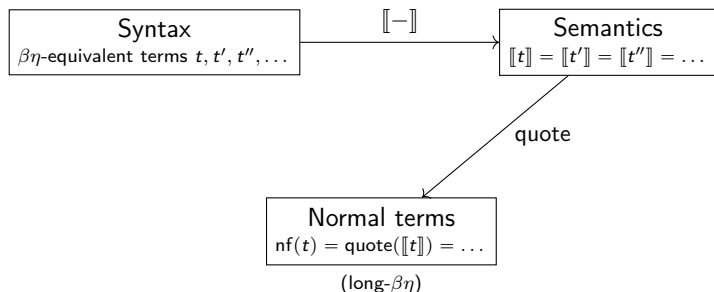 Syntax
βη-equivalent terms t, t′, t″, …
⟦−⟧
Semantics
⟦t⟧ = ⟦t′⟧ = ⟦t″⟧ = …
quote
Normal terms
nf(t) = quote(⟦t⟧) = …
(long-βη)